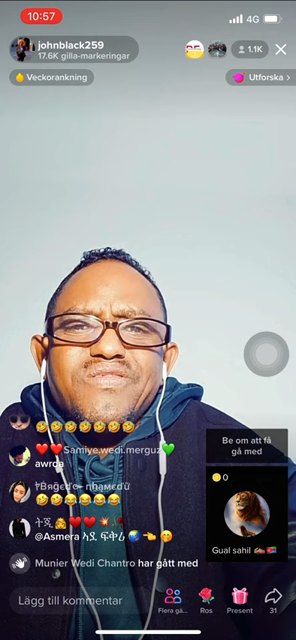 10:57
4G
johnblack259
17.6K gilla-markeringar
1.1K
Veckorankning
Utforska >
🤣🤣🤣🤣🤣🤣🤣
❤️❤️Samiye.wedi.merguz💚
awrda
😂😂😂😂😂😂
@Asmera ኣደ ፍቅሪ 🌏👈🤫
Munier Wedi Chantro har gått med
Be om att få
gå med
0
Gual sahil
Lägg till kommentar
Flera gä...
Ros
Present
31